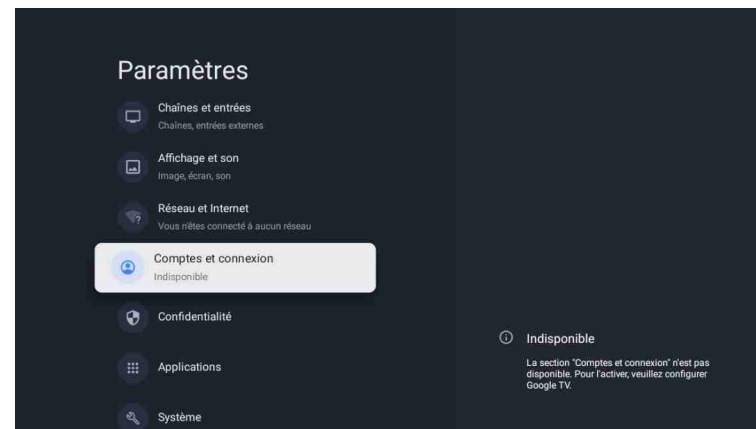 Paramètres
Chaînes et entrées
Chaînes, entrées externes
Affichage et son
Image, écran, son
Réseau et Internet
Vous n'êtes connecté à aucun réseau
Comptes et connexion
Indisponible
Confidentialité
Applications
Système
Indisponible
La section "Comptes et connexion" n'est pas
disponible. Pour l'activer, veuillez configurer
Google TV.